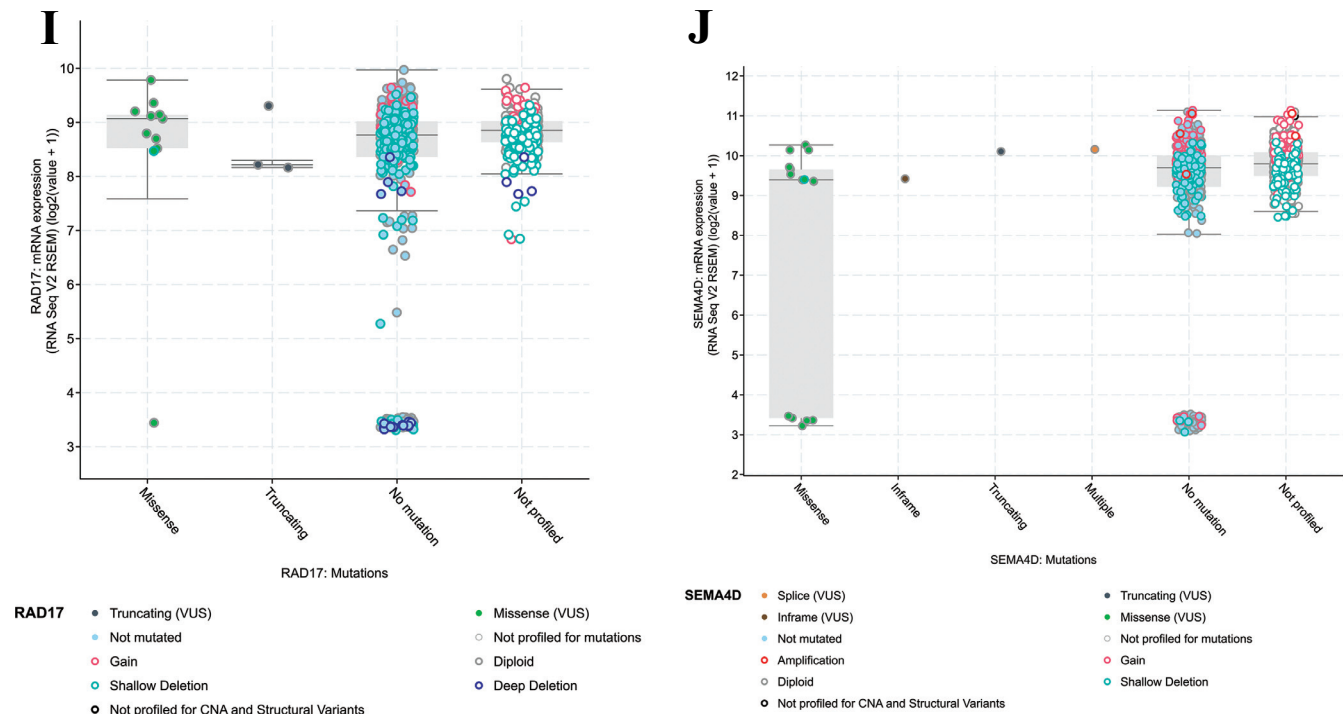 I
RAD17: mRNA expression
(RNA Seq V2 RSEM) (log2(value + 1))
10
9
8
7
6
5
4
3
Missense
Truncating
No mutation
Not profiled
RAD17: Mutations
RAD17
Truncating (VUS)
Missense (VUS)
Not mutated
Not profiled for mutations
Gain
Diploid
Shallow Deletion
Deep Deletion
Not profiled for CNA and Structural Variants
J
SEMA4D: mRNA expression
(RNA Seq V2 RSEM) (log2(value + 1))
12
11
10
9
8
7
6
5
4
3
2
Missense
Inframe
Truncating
Multiple
No mutation
Not profiled
SEMA4D: Mutations
SEMA4D
Splice (VUS)
Truncating (VUS)
Inframe (VUS)
Missense (VUS)
Not mutated
Not profiled for mutations
Amplification
Gain
Diploid
Shallow Deletion
Not profiled for CNA and Structural Variants